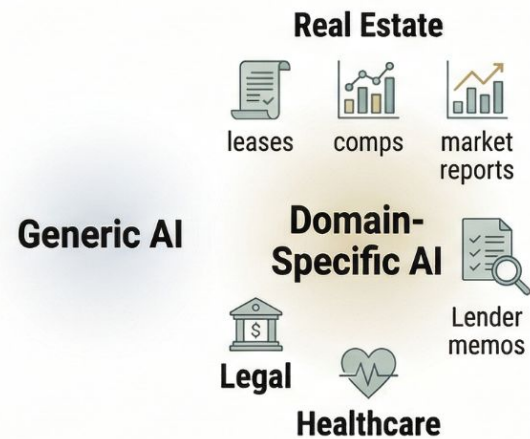 Real Estate
leases
comps
market
reports
Generic AI
Domain-
Specific AI
Lender
memos
$
Legal
Healthcare